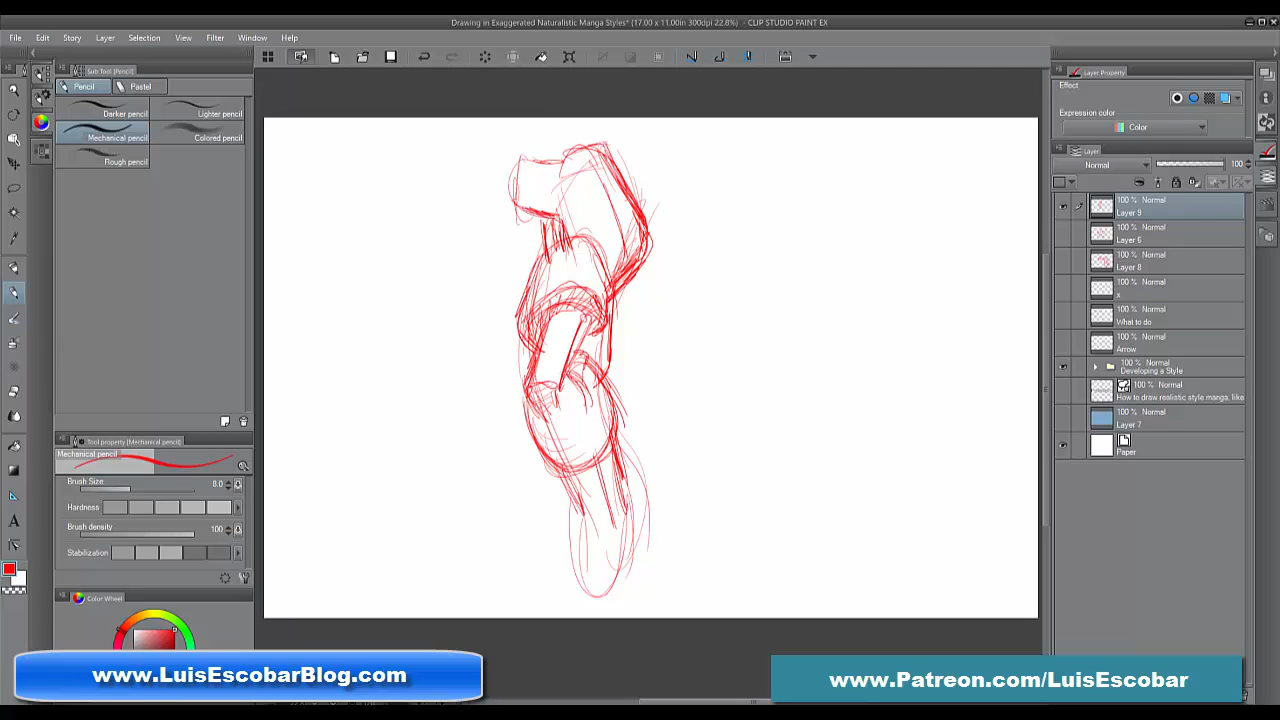 Drawing in Exaggerated Naturalistic Manga Styles* (17.00 x 11.00in 300dpi 22.8%) - CLIP STUDIO PAINT EX
File Edit Story Layer Selection View Filter Window Help
Sub Tool [Pencil]
Pencil Pastel
Darker pencil Lighter pencil
Mechanical pencil Colored pencil
Rough pencil
Tool property [Mechanical pencil]
Mechanical pencil
Brush Size 8.0
Hardness
Brush density 100
Stabilization
Color Wheel
Layer Property
Effect
Expression color
Color
Layer
Normal 100
100 % Normal
Layer 9
100 % Normal
Layer 6
100 % Normal
Layer 8
100 % Normal
x
100 % Normal
What to do
100 % Normal
Arrow
100 % Normal
Developing a Style
100 % Normal
How to draw realistic style manga, like
100 % Normal
Layer 7
Paper
www.LuisEscobarBlog.com
www.Patreon.com/LuisEscobar